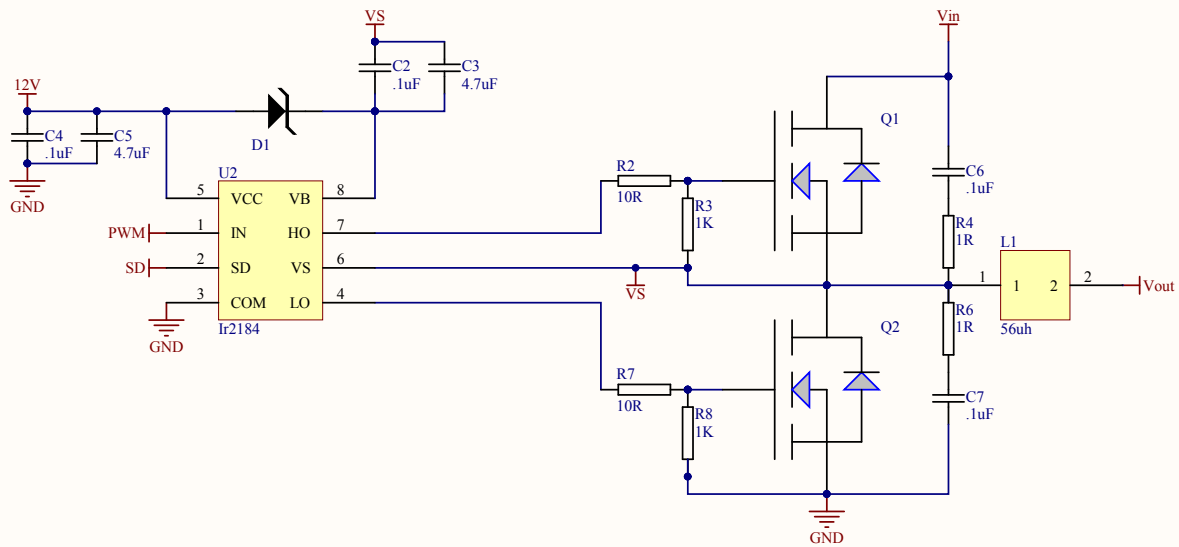 VS
Vin
C2
.1uF
C3
4.7uF
12V
C4
.1uF
C5
4.7uF
D1
Q1
U2
5 VCC VB 8
1 IN HO 7
2 SD VS 6
3 COM LO 4
Ir2184
GND
PWM
SD
GND
R2
10R
R3
1K
VS
C6
.1uF
R4
1R
L1
1 1 2 2
56uh
Vout
R6
1R
Q2
R7
10R
R8
1K
C7
.1uF
GND